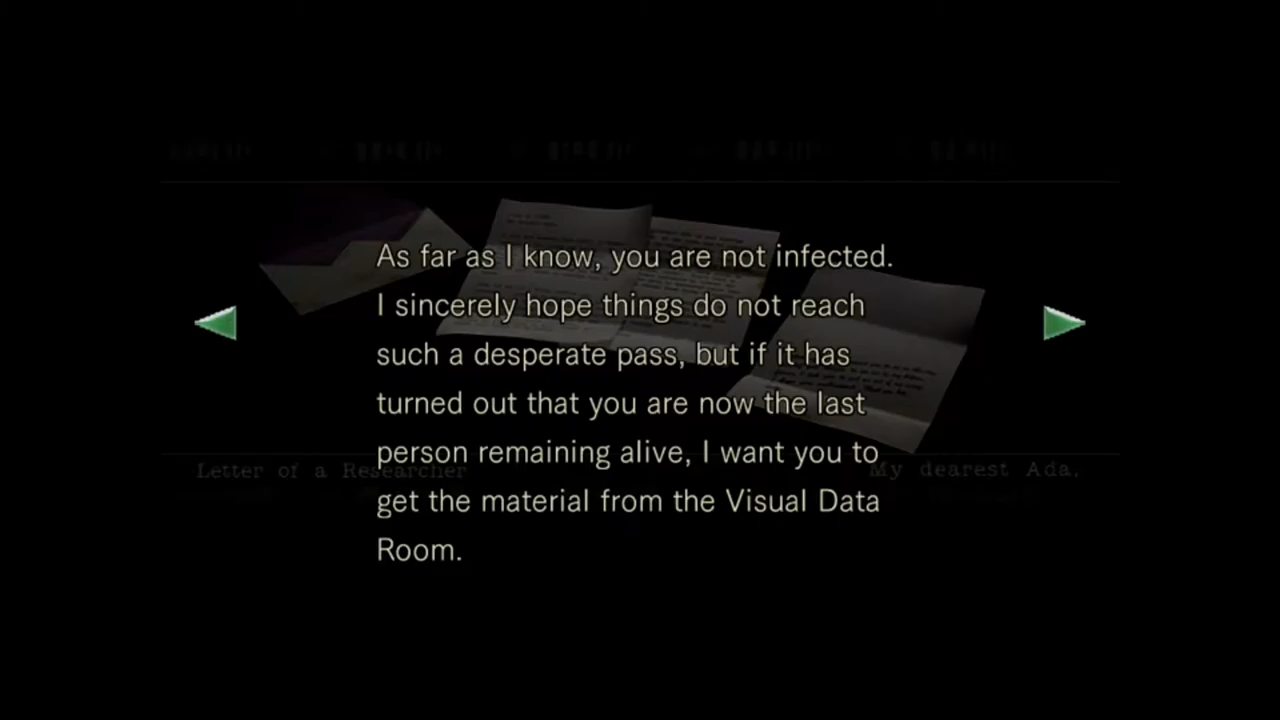 As far as I know, you are not infected.
I sincerely hope things do not reach
such a desperate pass, but if it has
turned out that you are now the last
person remaining alive, I want you to
get the material from the Visual Data
Room.
Letter of a Researcher
My dearest Ada,